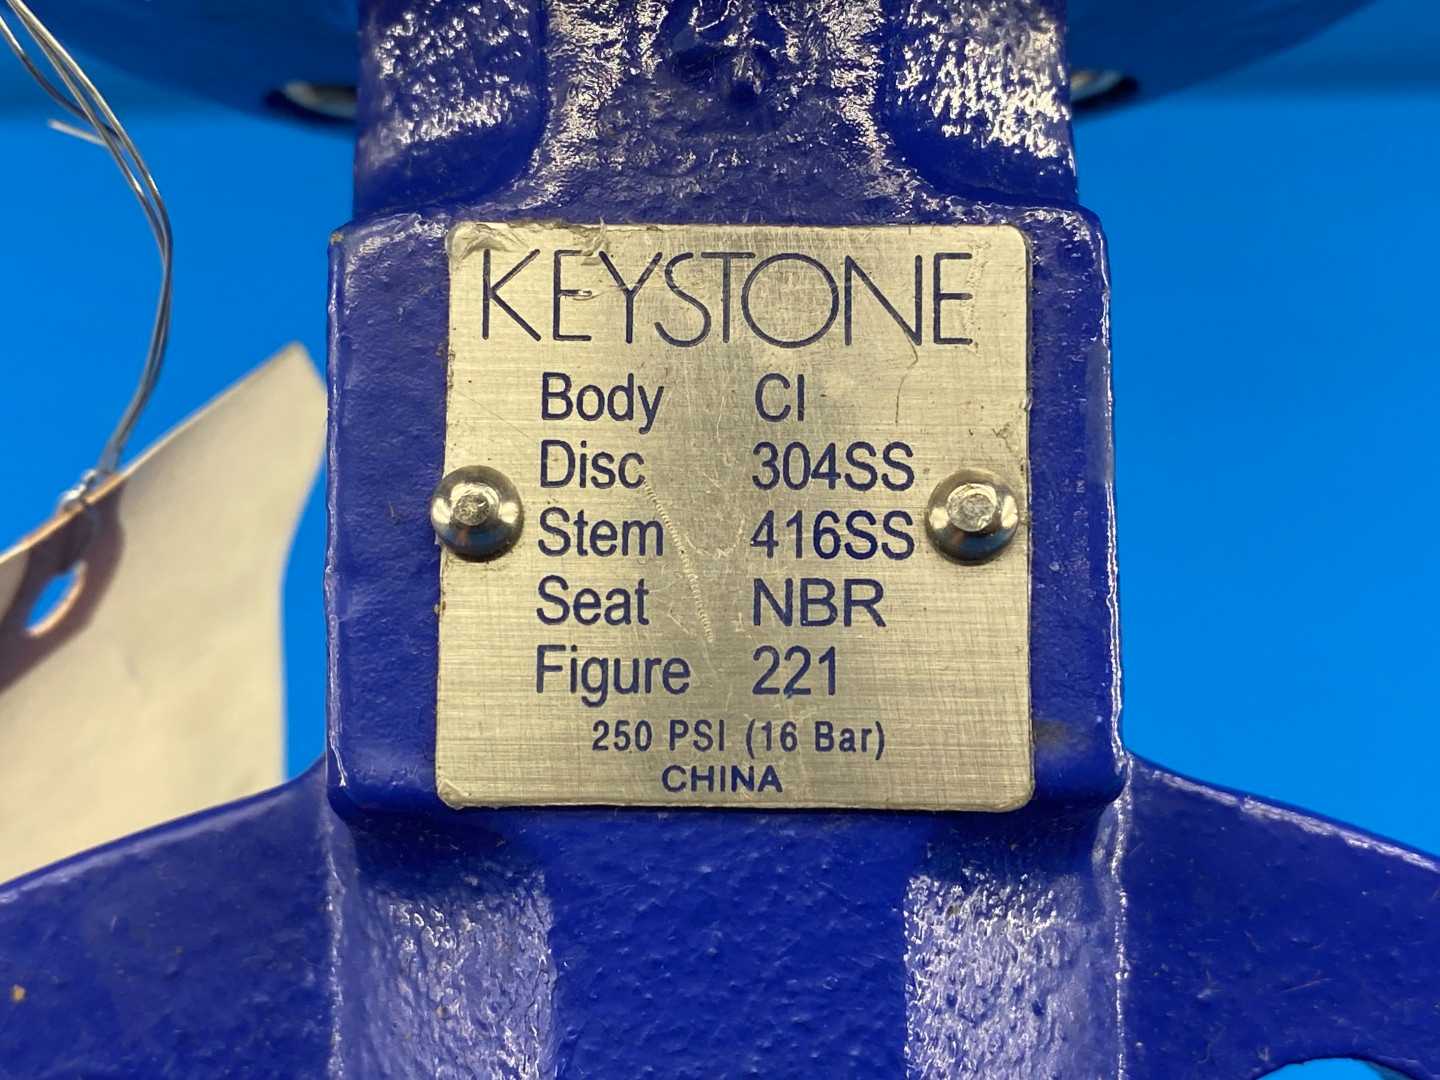 KEYSTONE
Body CI
Disc 304SS
Stem 416SS
Seat NBR
Figure 221
250 PSI (16 Bar)
CHINA